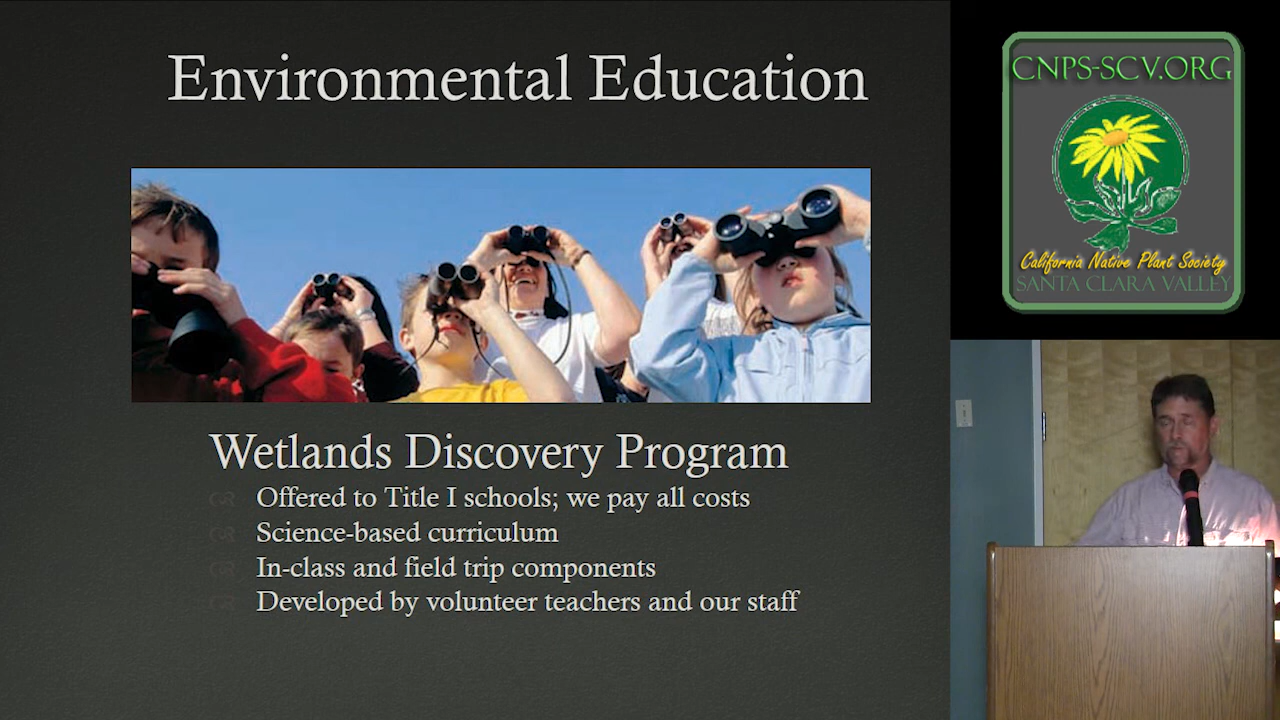 Environmental Education
Wetlands Discovery Program
Offered to Title I schools; we pay all costs
Science-based curriculum
In-class and field trip components
Developed by volunteer teachers and our staff
CNPS-SCV.ORG
California Native Plant Society
SANTA CLARA VALLEY